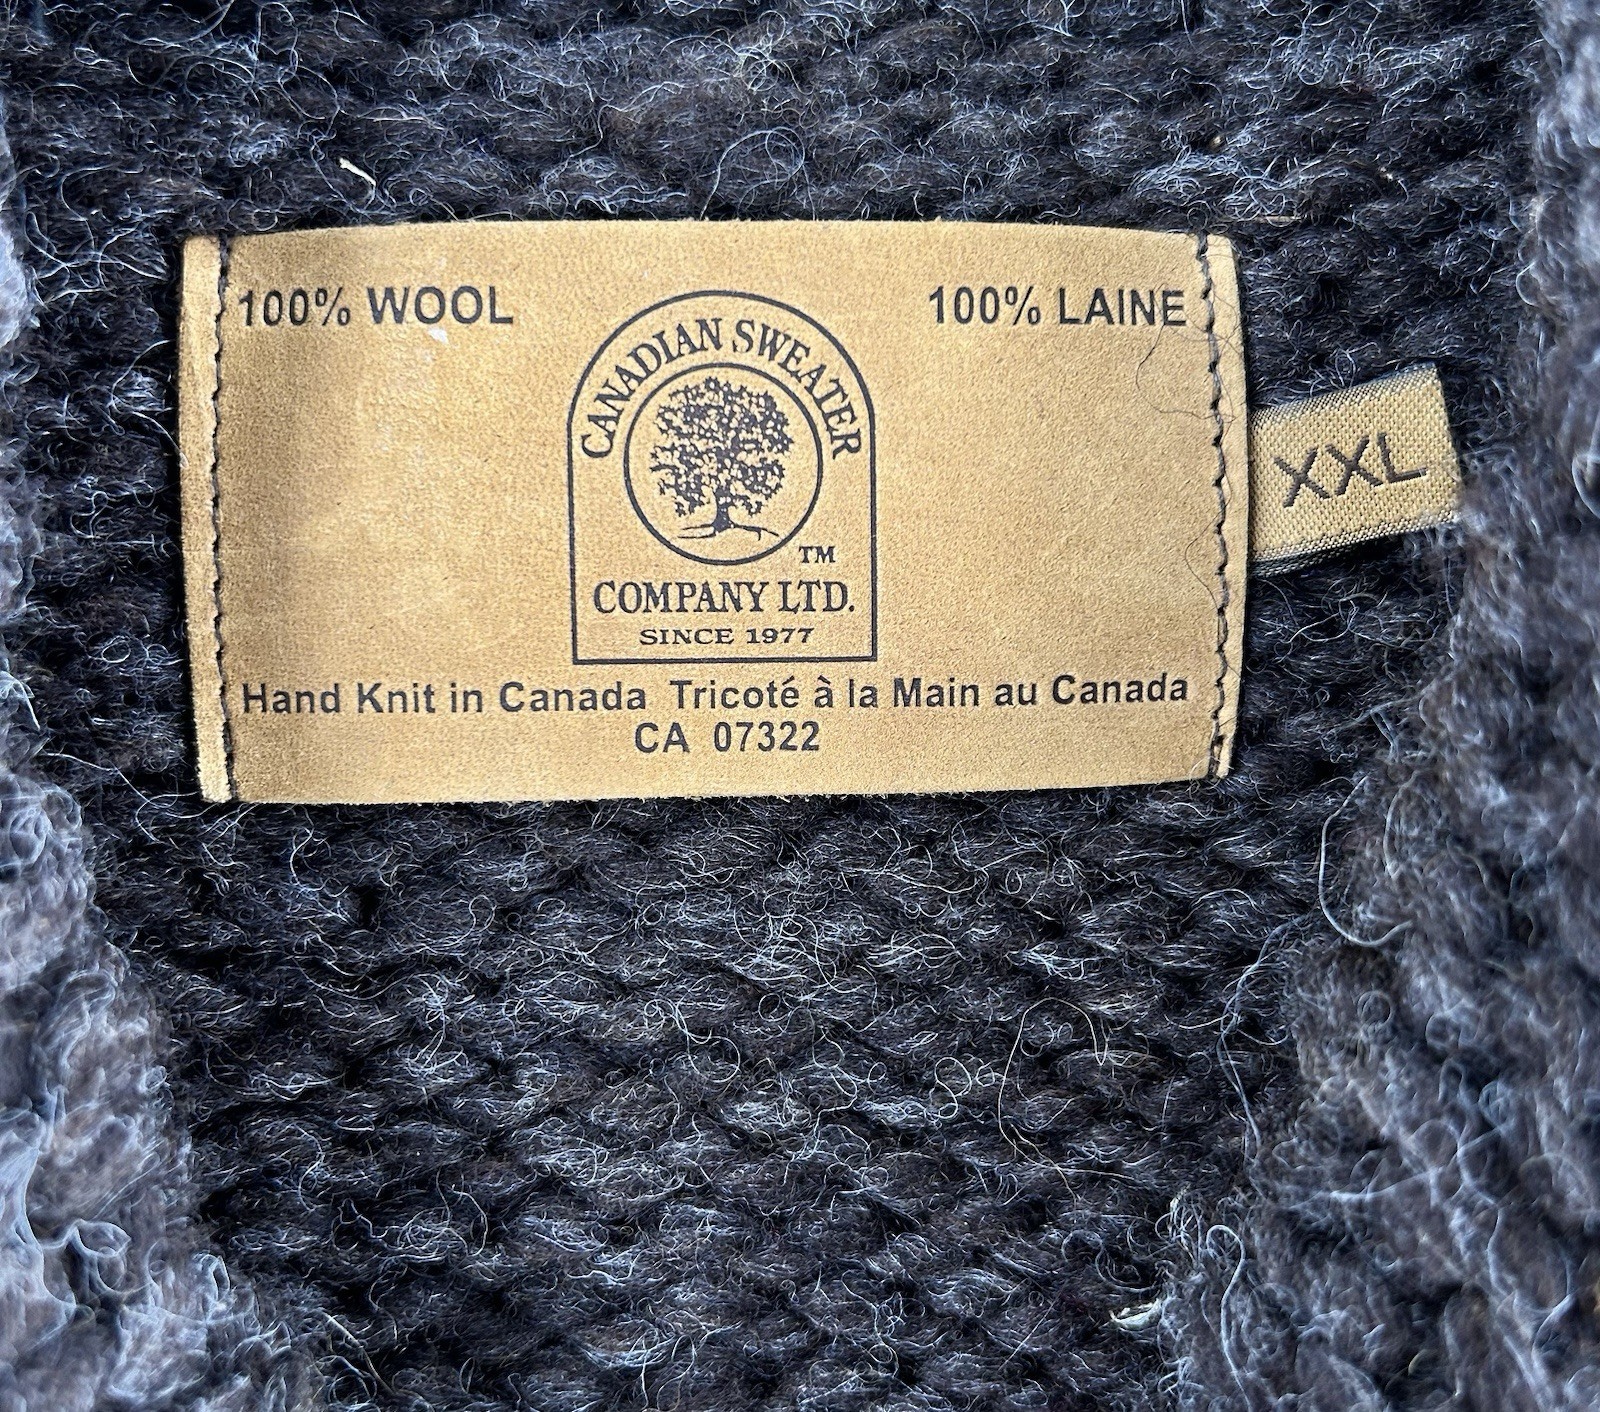 100% WOOL
100% LAINE
CANADIAN SWEATER
TM
COMPANY LTD.
SINCE 1977
XXL
Hand Knit in Canada Tricoté à la Main au Canada
CA 07322